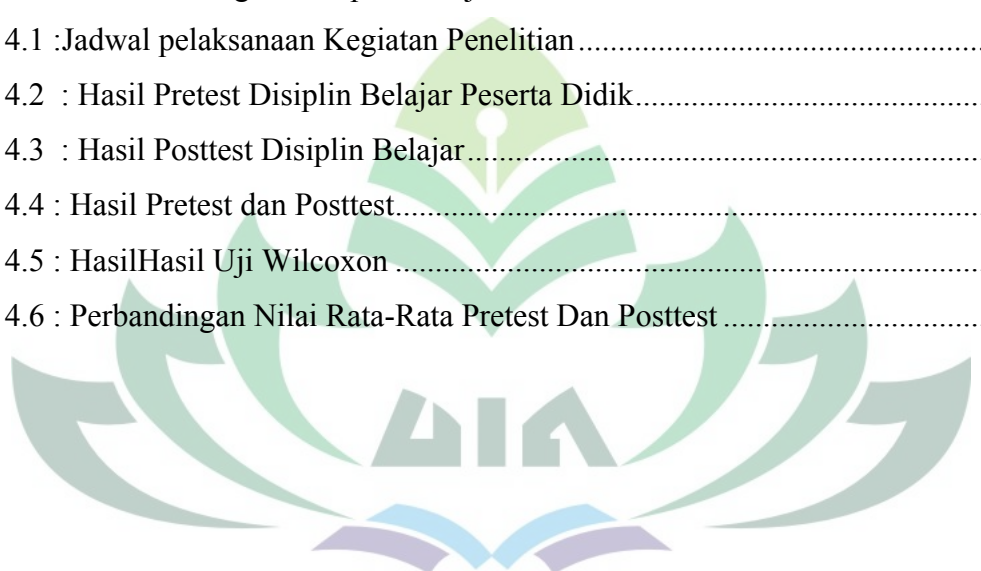 4.1 :Jadwal pelaksanaan Kegiatan Penelitian....................................................
4.2 : Hasil Pretest Disiplin Belajar Peserta Didik.............................................
4.3 : Hasil Posttest Disiplin Belajar..................................................................
4.4 : Hasil Pretest dan Posttest...........................................................................
4.5 : HasilHasil Uji Wilcoxon ...........................................................................
4.6 : Perbandingan Nilai Rata-Rata Pretest Dan Posttest ..................................
UIN